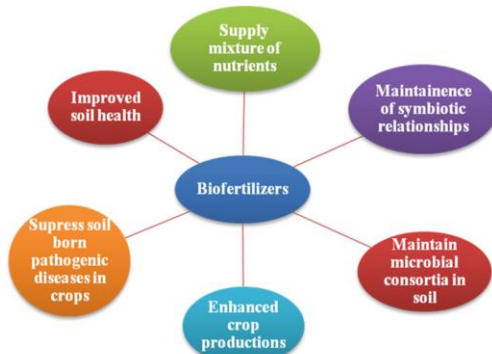 Supply
mixture of
nutrients
Improved
soil health
Maintainence
of symbiotic
relationships
Biofertilizers
Supress soil
born
pathogenic
diseases in
crops
Maintain
microbial
consortia in
soil
Enhanced
crop
productions